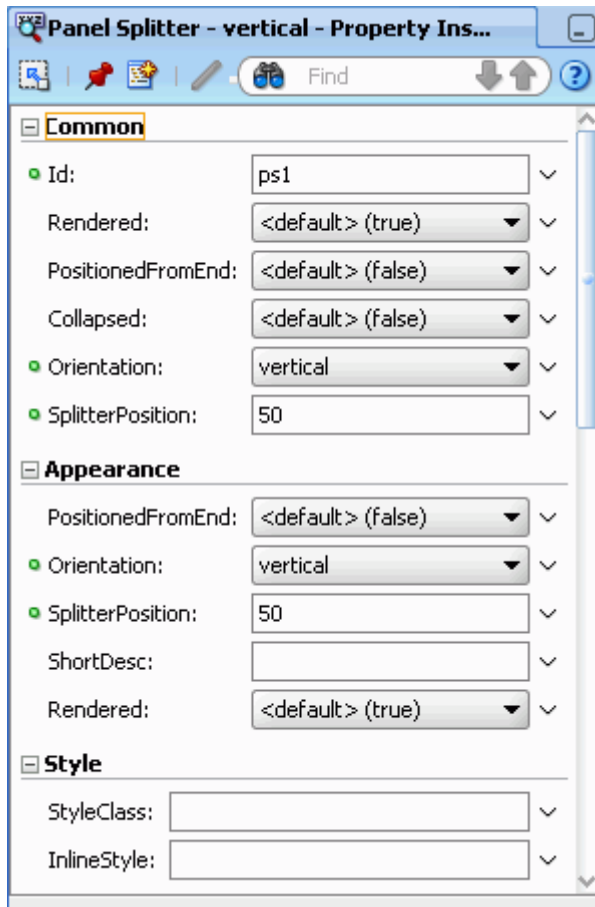 Panel Splitter - vertical - Property Ins...
Find
Common
Id: ps1
Rendered: <default> (true)
PositionedFromEnd: <default> (false)
Collapsed: <default> (false)
Orientation: vertical
SplitterPosition: 50
Appearance
PositionedFromEnd: <default> (false)
Orientation: vertical
SplitterPosition: 50
ShortDesc:
Rendered: <default> (true)
Style
StyleClass:
InlineStyle: